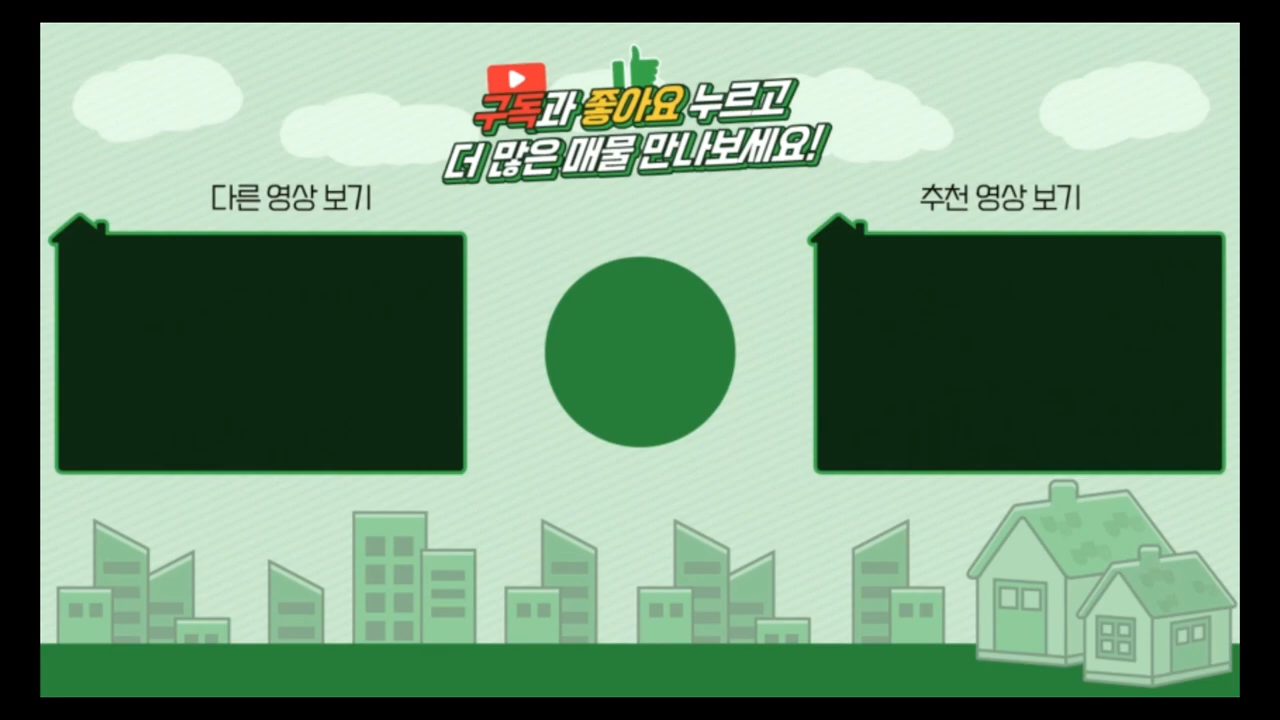 구독과 좋아요 누르고
더 많은 매물 만나보세요!
다른 영상 보기
추천 영상 보기